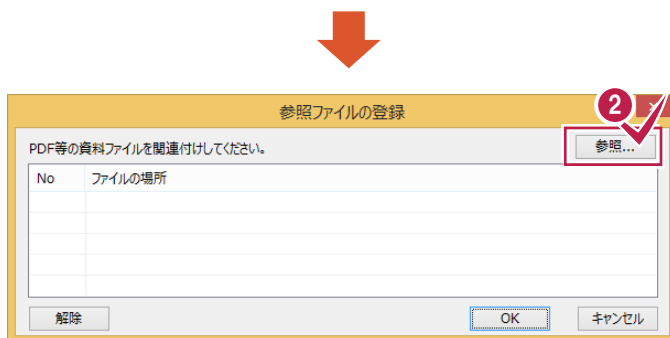 参照ファイルの登録
2
PDF等の資料ファイルを関連付けしてください。
参照...
No ファイルの場所
解除
OK
キャンセル